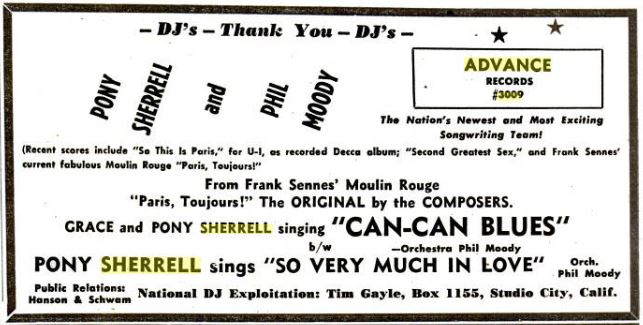 – DJ's – Thank You – DJ's –
PONY SHERRELL and PHIL MOODY
ADVANCE
RECORDS
#3009
The Nation's Newest and Most Exciting
Songwriting Team!
(Recent scores include "So This Is Paris," for U-I, as recorded Decca album; "Second Greatest Sex," and Frank Sennes'
current fabulous Moulin Rouge "Paris, Toujours!"
From Frank Sennes' Moulin Rouge
"Paris, Toujours!" The ORIGINAL by the COMPOSERS.
GRACE and PONY SHERRELL singing "CAN-CAN BLUES"
b/w —Orchestra Phil Moody
PONY SHERRELL sings "SO VERY MUCH IN LOVE" Orch.
Phil Moody
Public Relations:
Hanson & Schwam
National DJ Exploitation: Tim Gayle, Box 1155, Studio City, Calif.